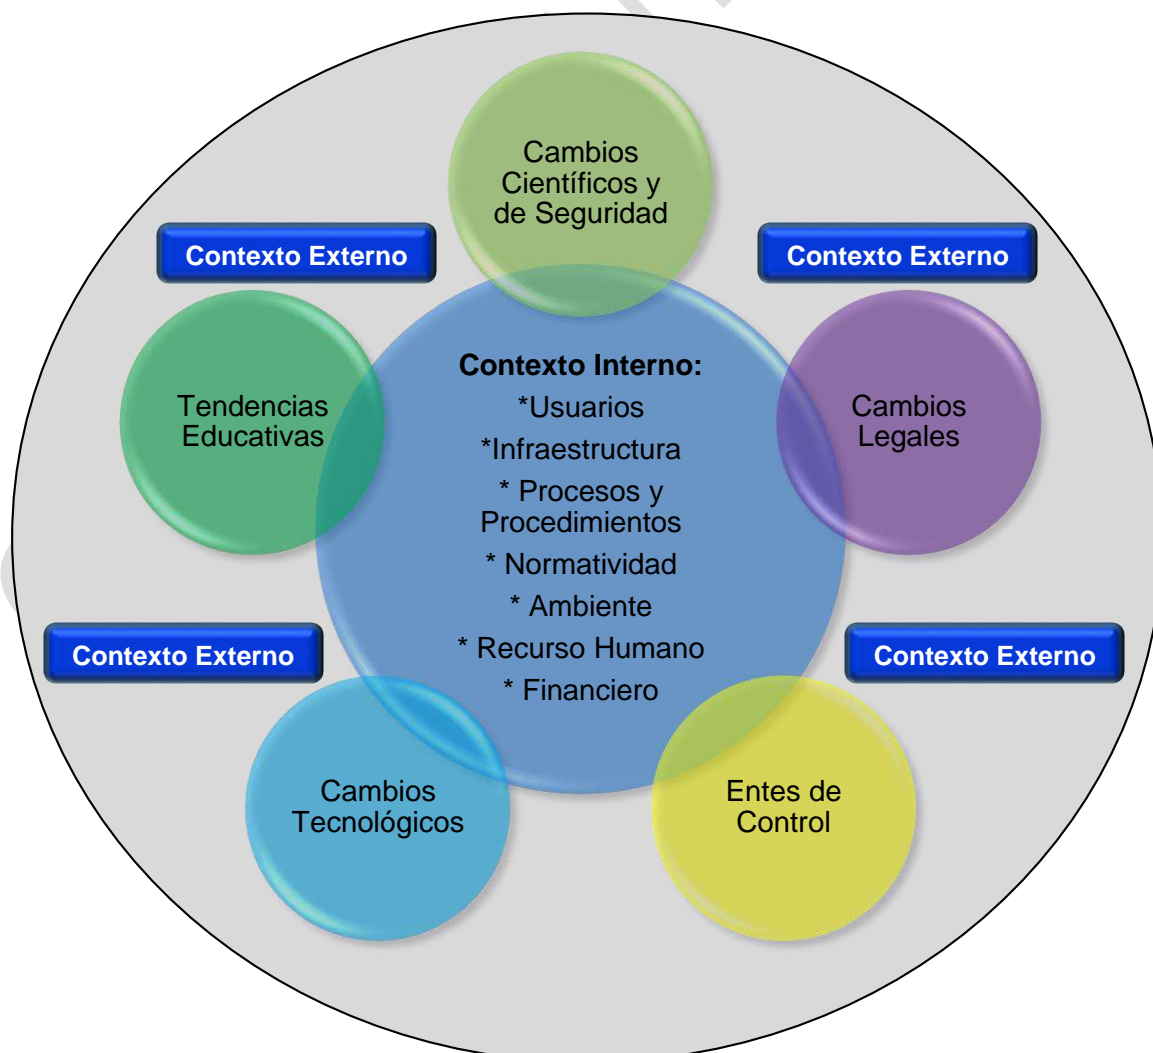 Cambios
Científicos y
de Seguridad
Contexto Externo
Contexto Externo
Contexto Interno:
*Usuarios
*Infraestructura
* Procesos y
Procedimientos
* Normatividad
* Ambiente
* Recurso Humano
* Financiero
Tendencias
Educativas
Cambios
Legales
Contexto Externo
Contexto Externo
Cambios
Tecnológicos
Entes de
Control